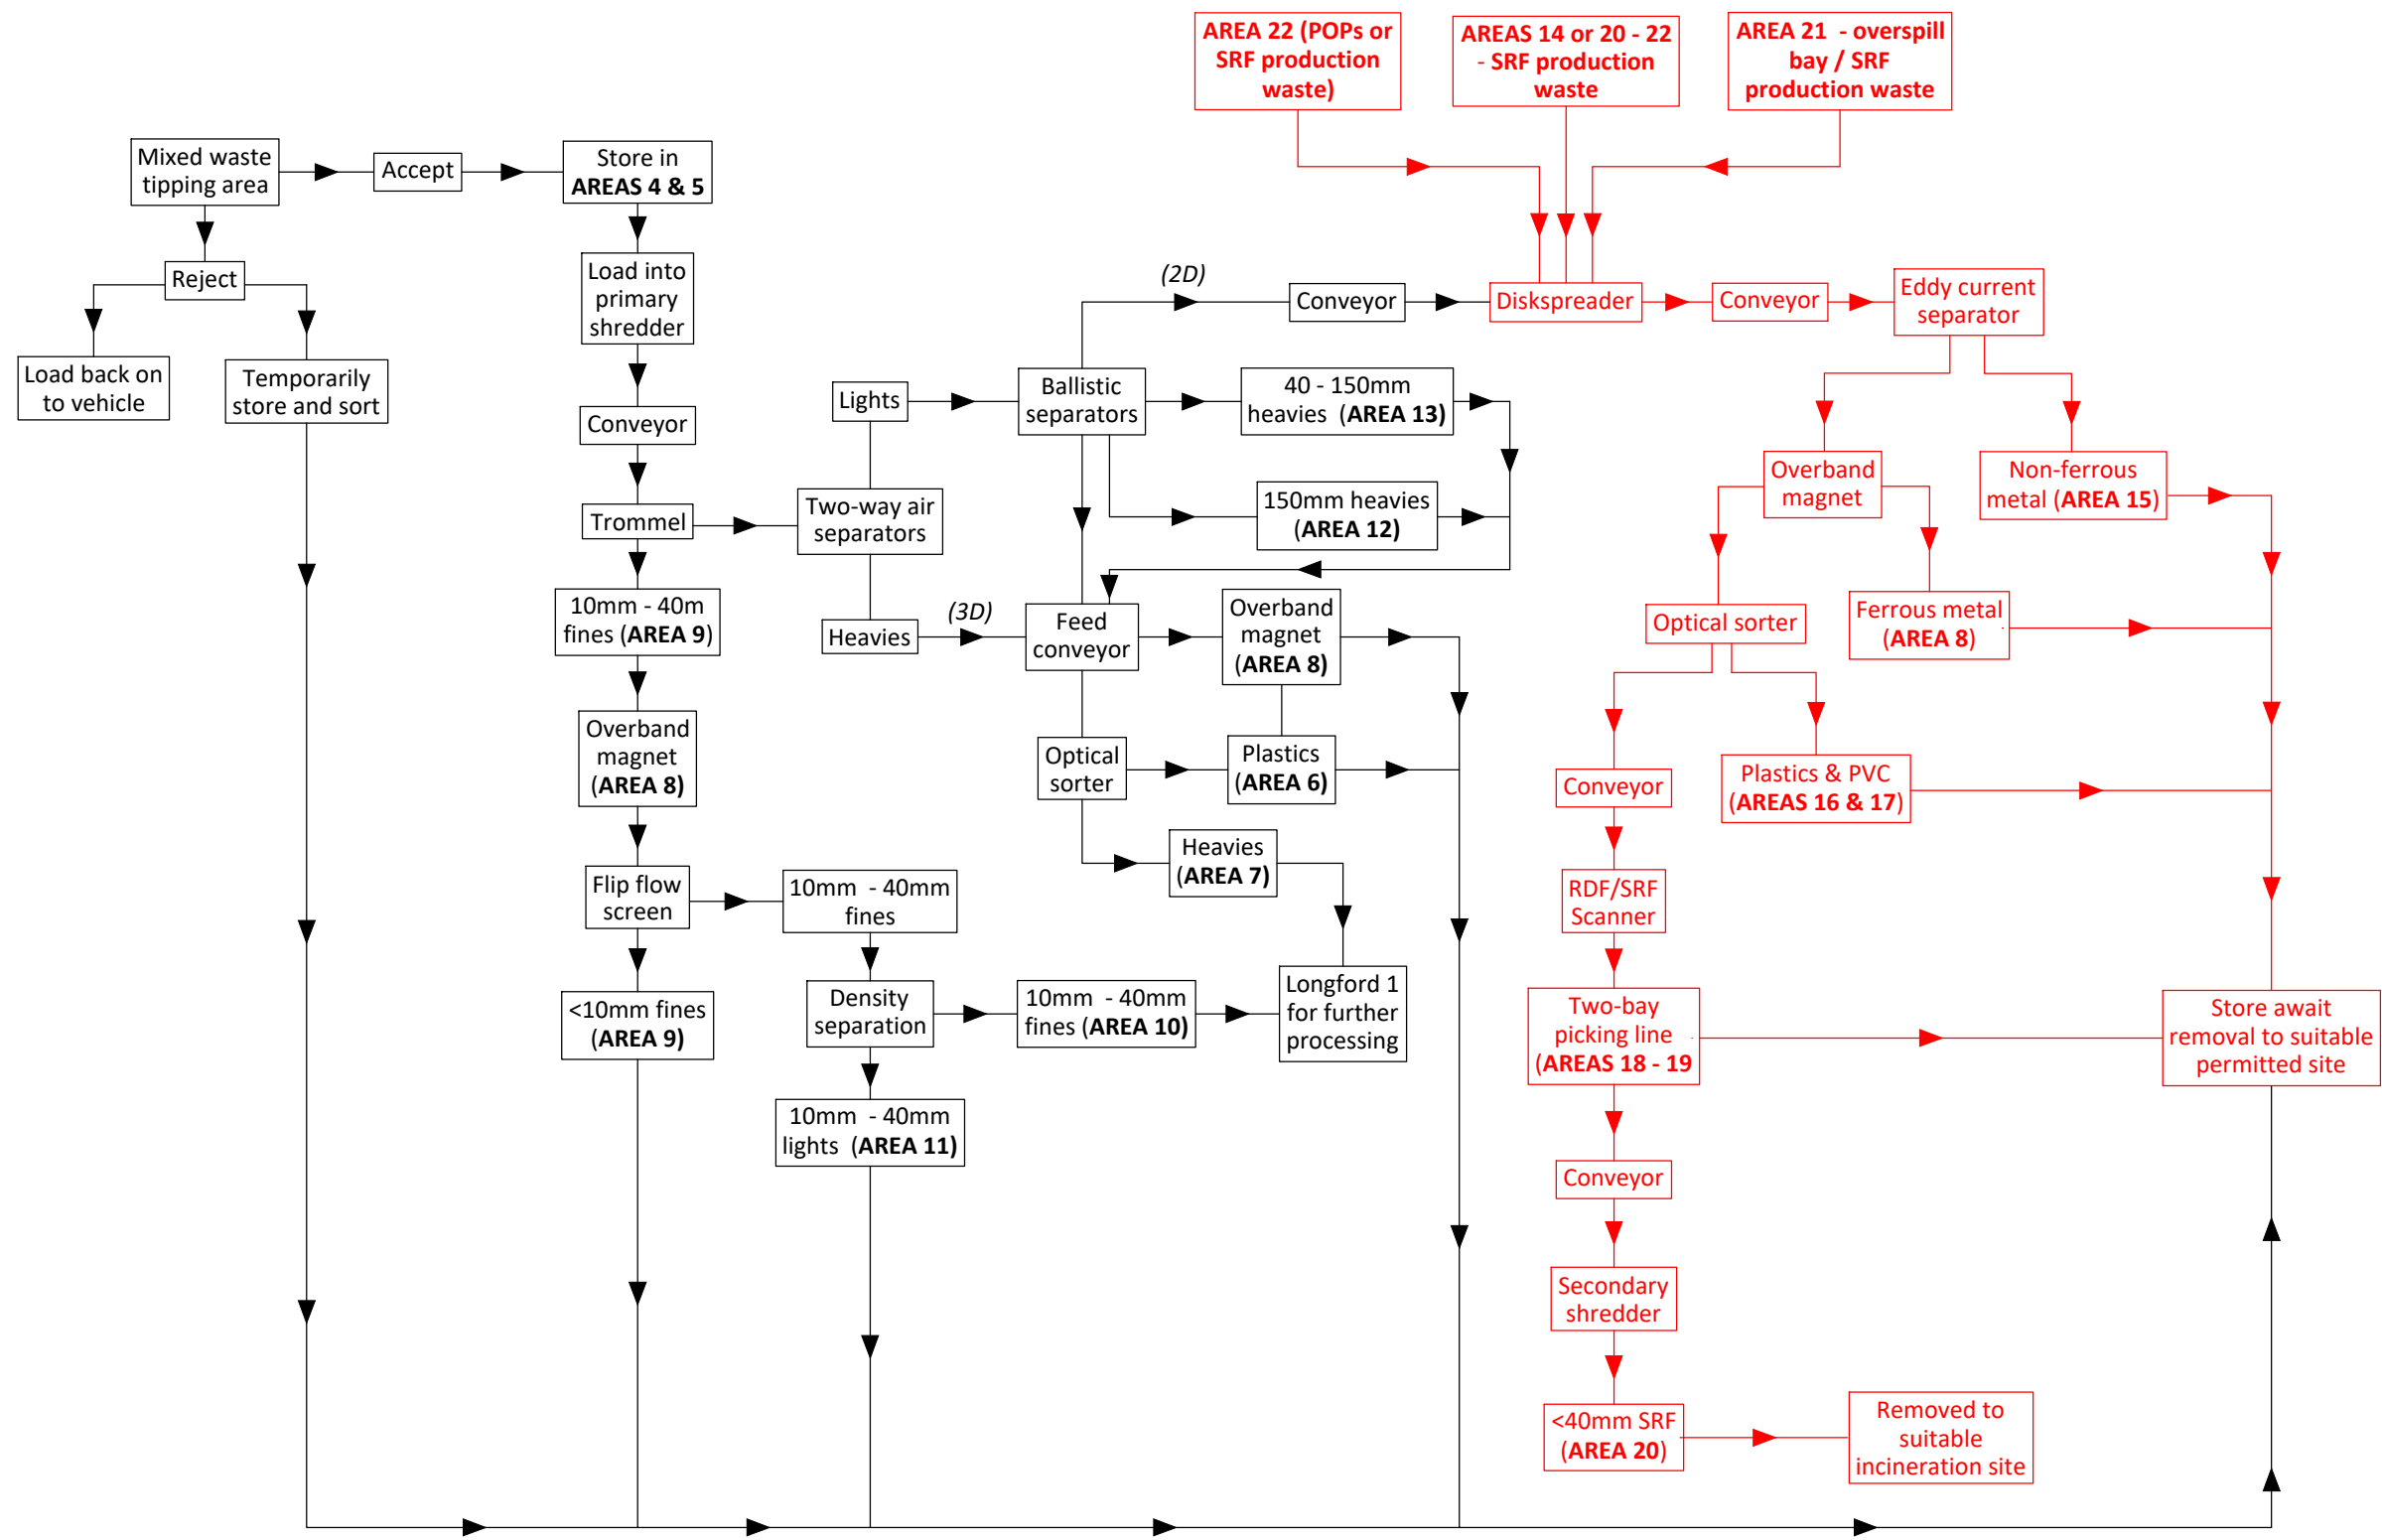 AREA 22 (POPs or
SRF production
waste)
AREAS 14 or 20 - 22
- SRF production
waste
AREA 21  - overspill
bay / SRF
production waste
Mixed waste
tipping area
Accept
Store in
AREAS 4 & 5
Reject
Load back on
to vehicle
Temporarily
store and sort
Load into
primary
shredder
Conveyor
Trommel
10mm - 40m
fines (AREA 9)
Overband
magnet
(AREA 8)
Flip flow
screen
<10mm fines
(AREA 9)
10mm  - 40mm
fines
Density
separation
10mm  - 40mm
lights  (AREA 11)
10mm  - 40mm
fines (AREA 10)
Longford 1
for further
processing
Two-way air
separators
Lights
Heavies
(3D)
(2D)
Ballistic
separators
Conveyor
40 - 150mm
heavies  (AREA 13)
150mm heavies
(AREA 12)
Feed
conveyor
Overband
magnet
(AREA 8)
Optical
sorter
Plastics
(AREA 6)
Heavies
(AREA 7)
Diskspreader
Conveyor
Eddy current
separator
Overband
magnet
Non-ferrous
metal (AREA 15)
Optical sorter
Ferrous metal
(AREA 8)
Conveyor
Plastics & PVC
(AREAS 16 & 17)
RDF/SRF
Scanner
Two-bay
picking line
(AREAS 18 - 19
Store await
removal to suitable
permitted site
Conveyor
Secondary
shredder
<40mm SRF
(AREA 20)
Removed to
suitable
incineration site